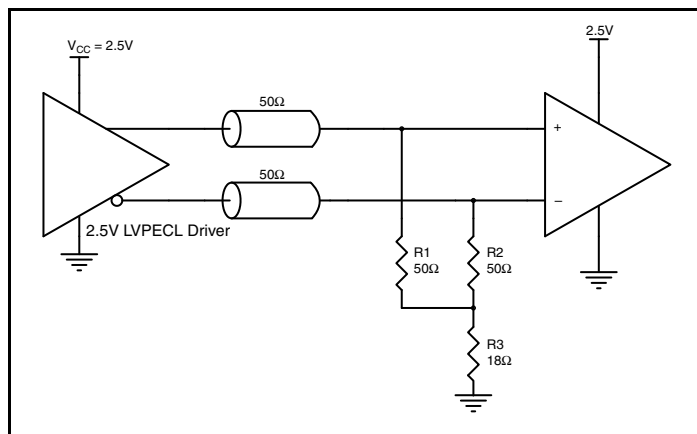 V_CC = 2.5V
2.5V
50Ω
50Ω
+
−
2.5V LVPECL Driver
R1
50Ω
R2
50Ω
R3
18Ω